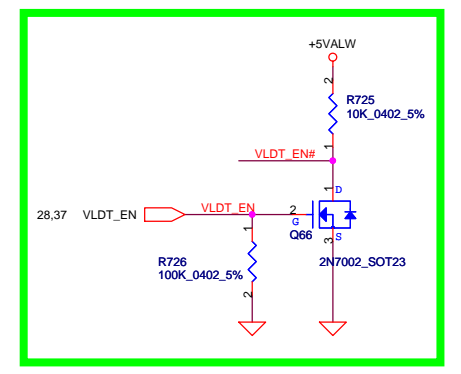 +5VALW
2
R725
10K_0402_5%
1
VLDT_EN#
1
D
28,37
VLDT_EN
VLDT_EN
2
G
Q66
3
S
2N7002_SOT23
1
R726
100K_0402_5%
2